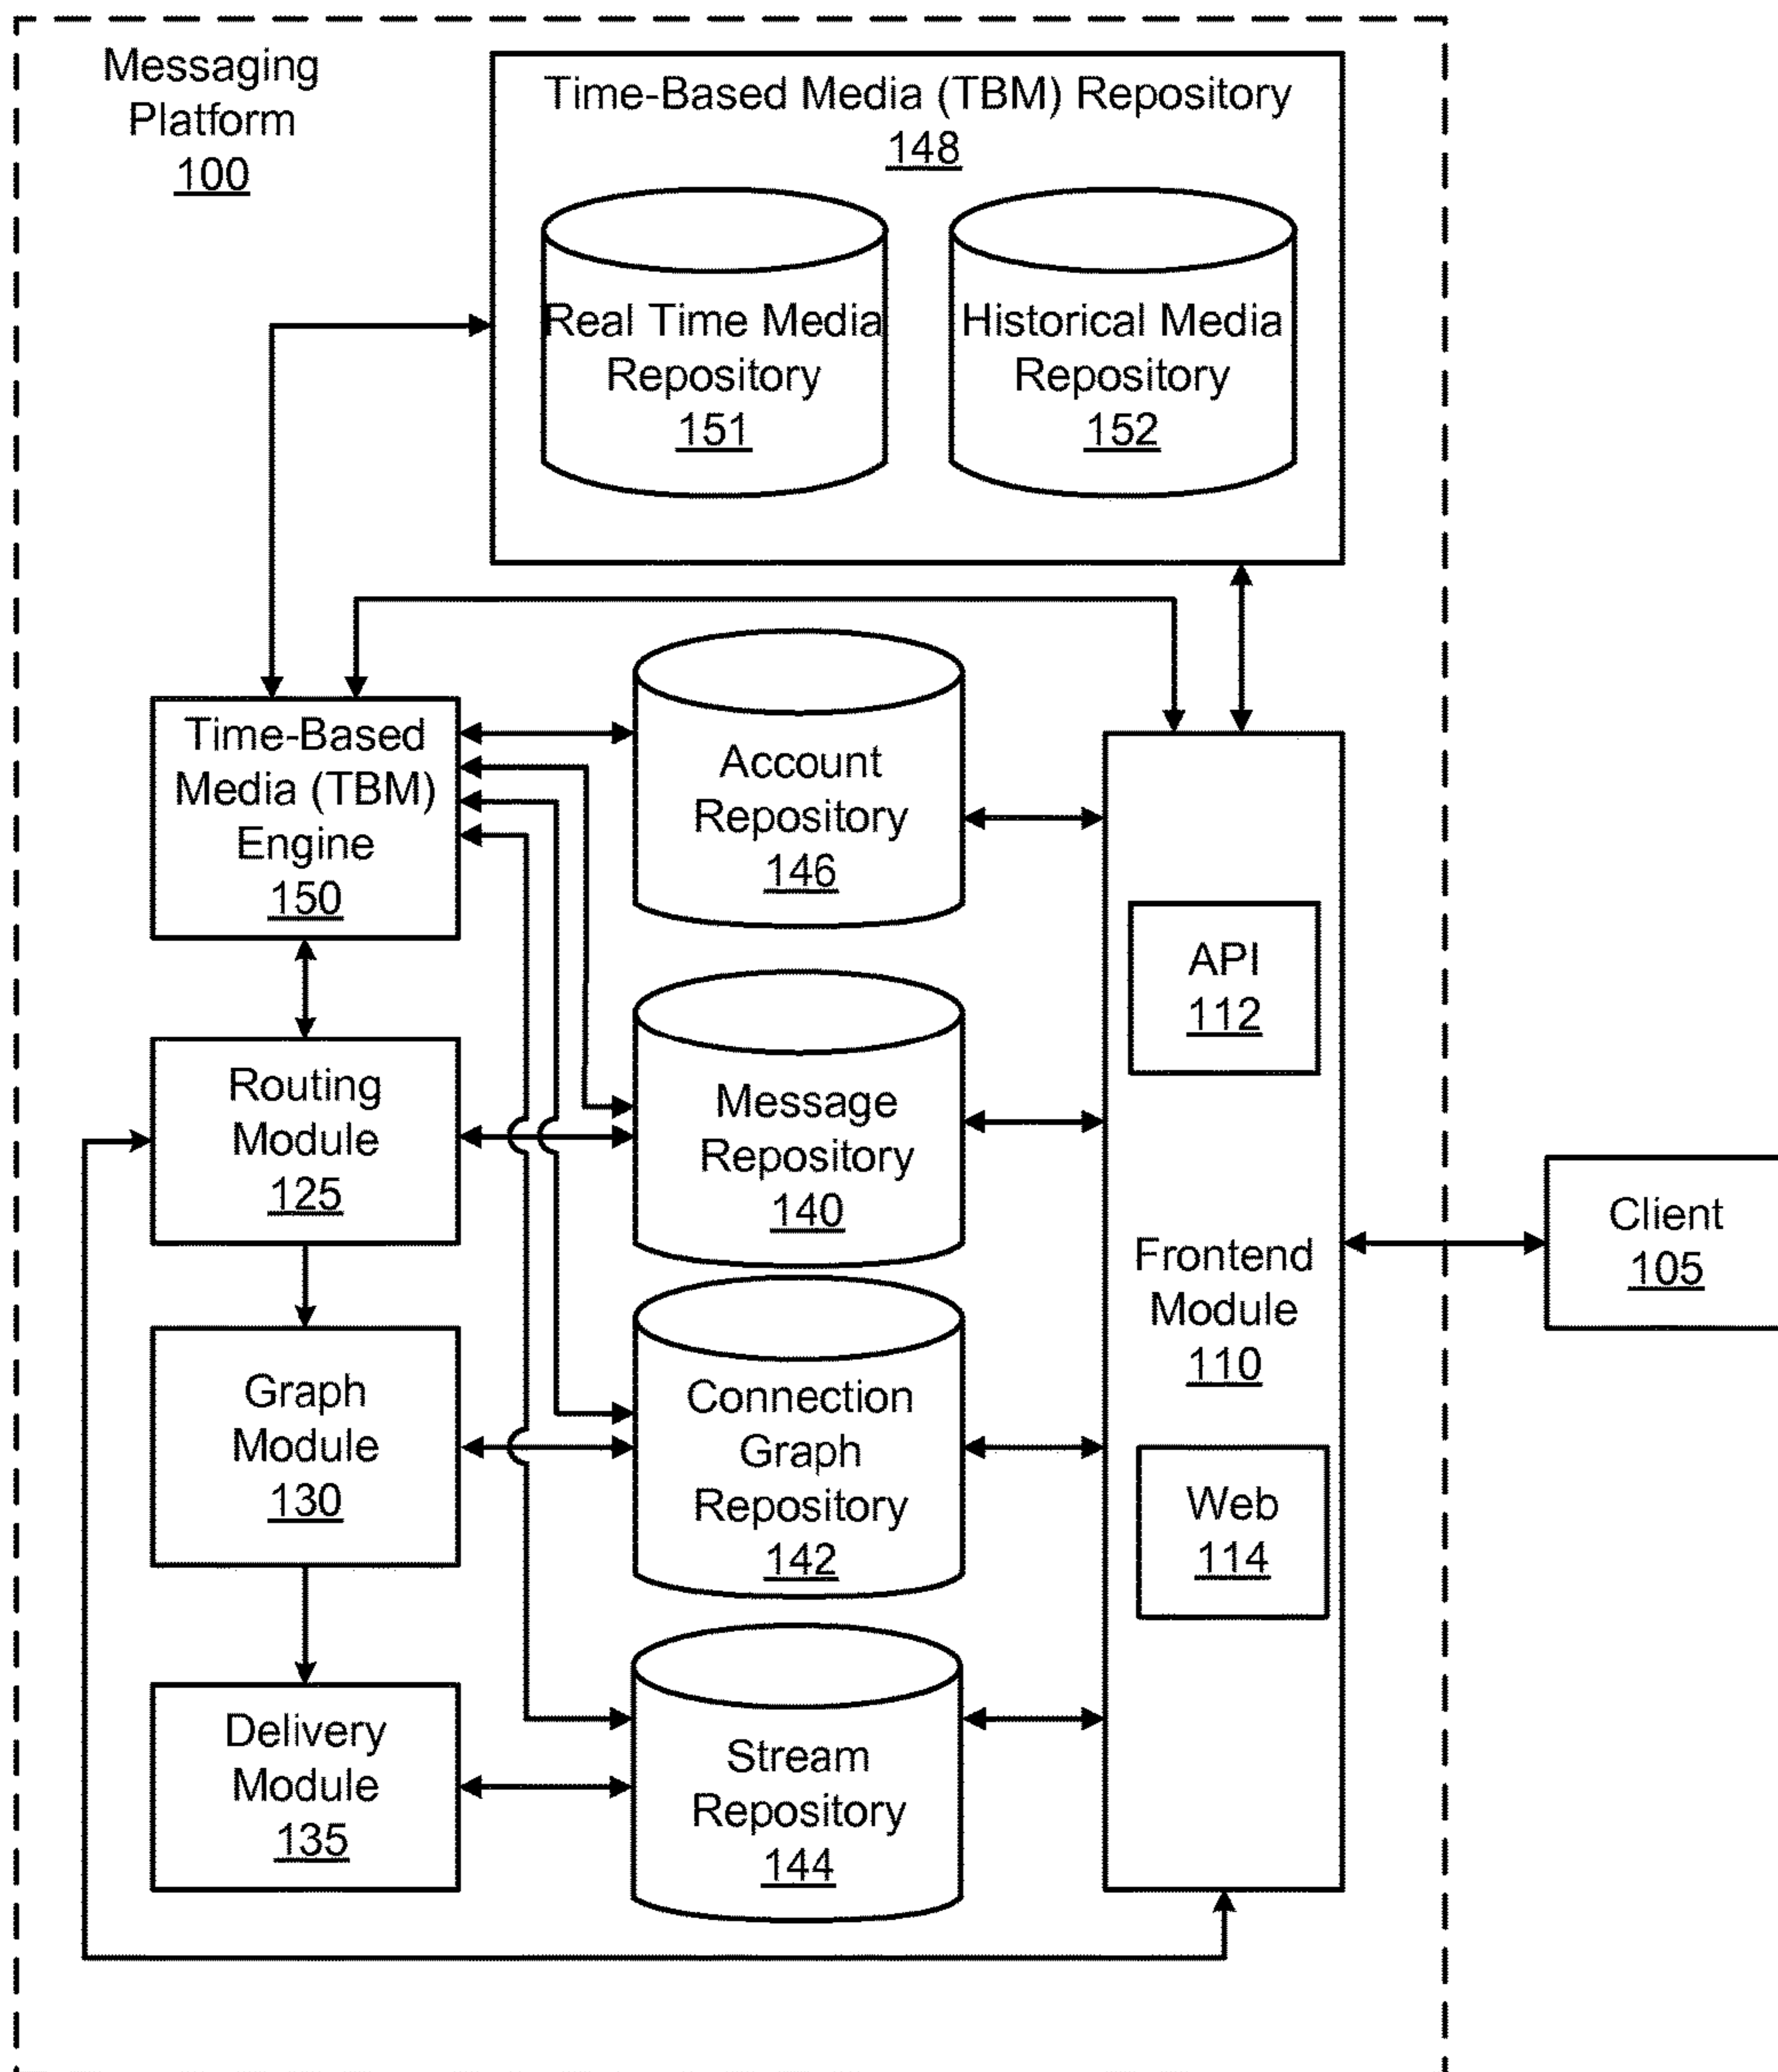 Messaging
Platform
100
Time-Based Media (TBM) Repository
148
Real Time Media
Repository
151
Historical Media
Repository
152
Time-Based
Media (TBM)
Engine
150
Account
Repository
146
API
112
Routing
Module
125
Message
Repository
140
Frontend
Module
110
Client
105
Graph
Module
130
Connection
Graph
Repository
142
Web
114
Delivery
Module
135
Stream
Repository
144